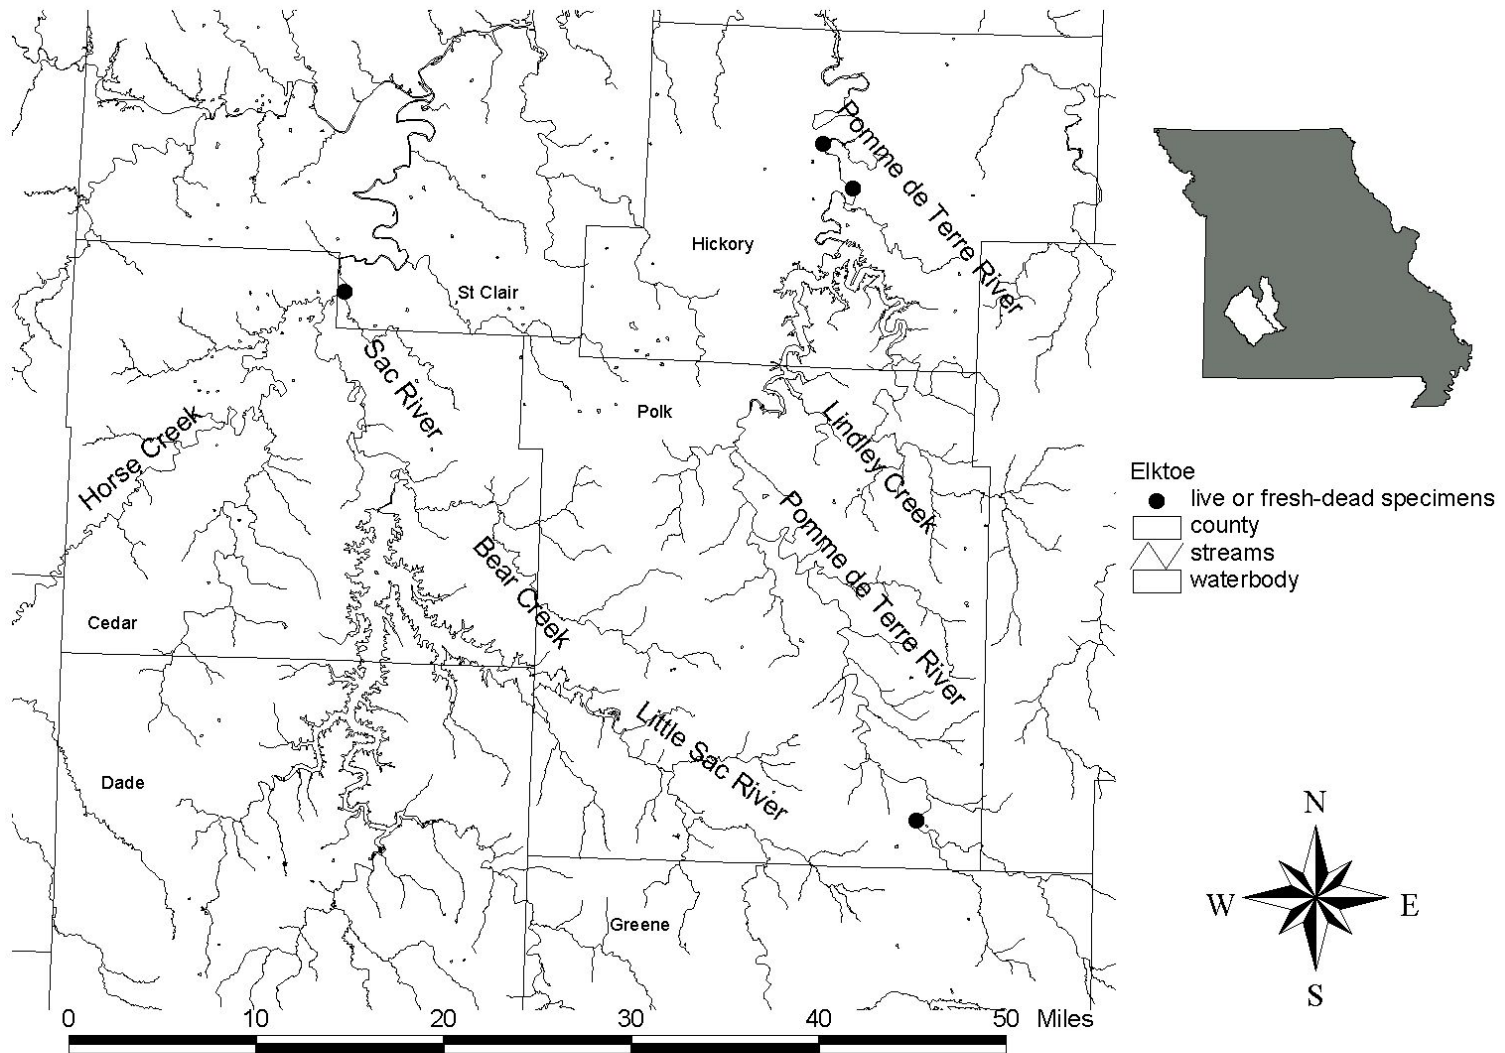 Pomme de Terre River
Hickory
St Clair
Sac River
Polk
Lindley Creek
Horse Creek
Pomme de Terre River
Bear Creek
Cedar
Little Sac River
Dade
Greene
0 10 20 30 40 50 Miles
Elktoe
live or fresh-dead specimens
county
streams
waterbody
N
W E
S